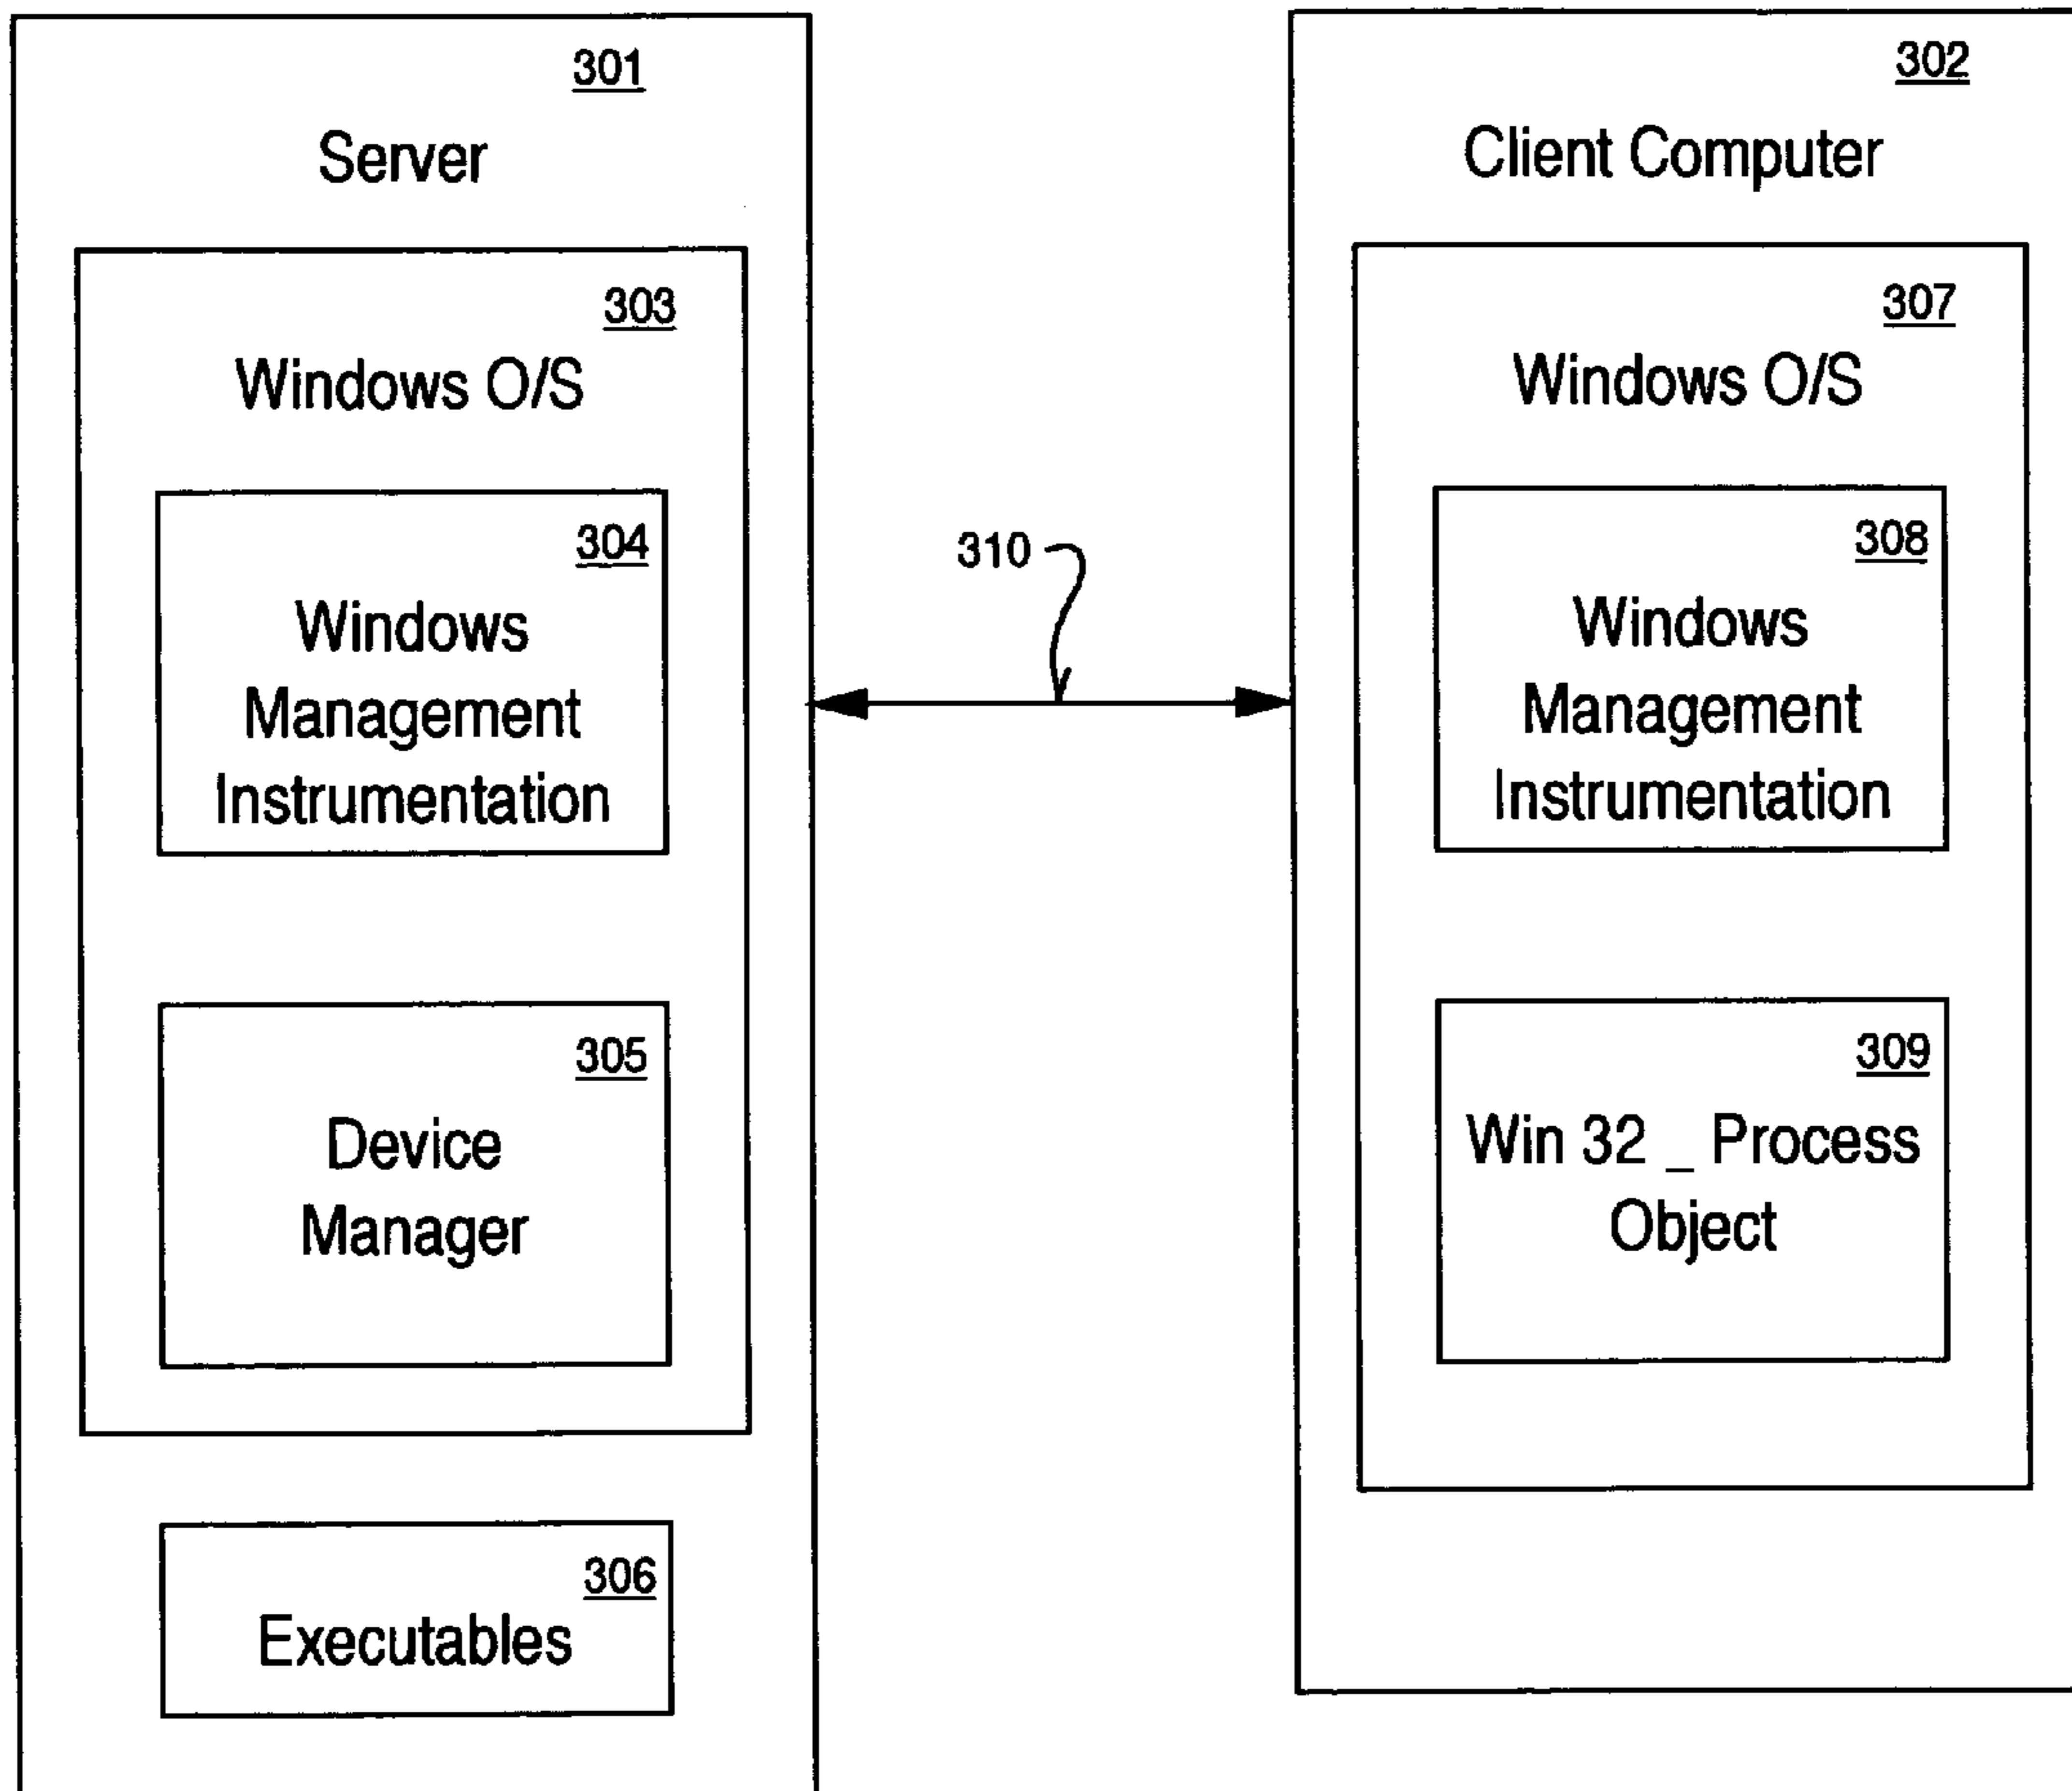 301
Server
303
Windows O/S
304
Windows
Management
Instrumentation
305
Device
Manager
306
Executables
310
302
Client Computer
307
Windows O/S
308
Windows
Management
Instrumentation
309
Win 32 _ Process
Object